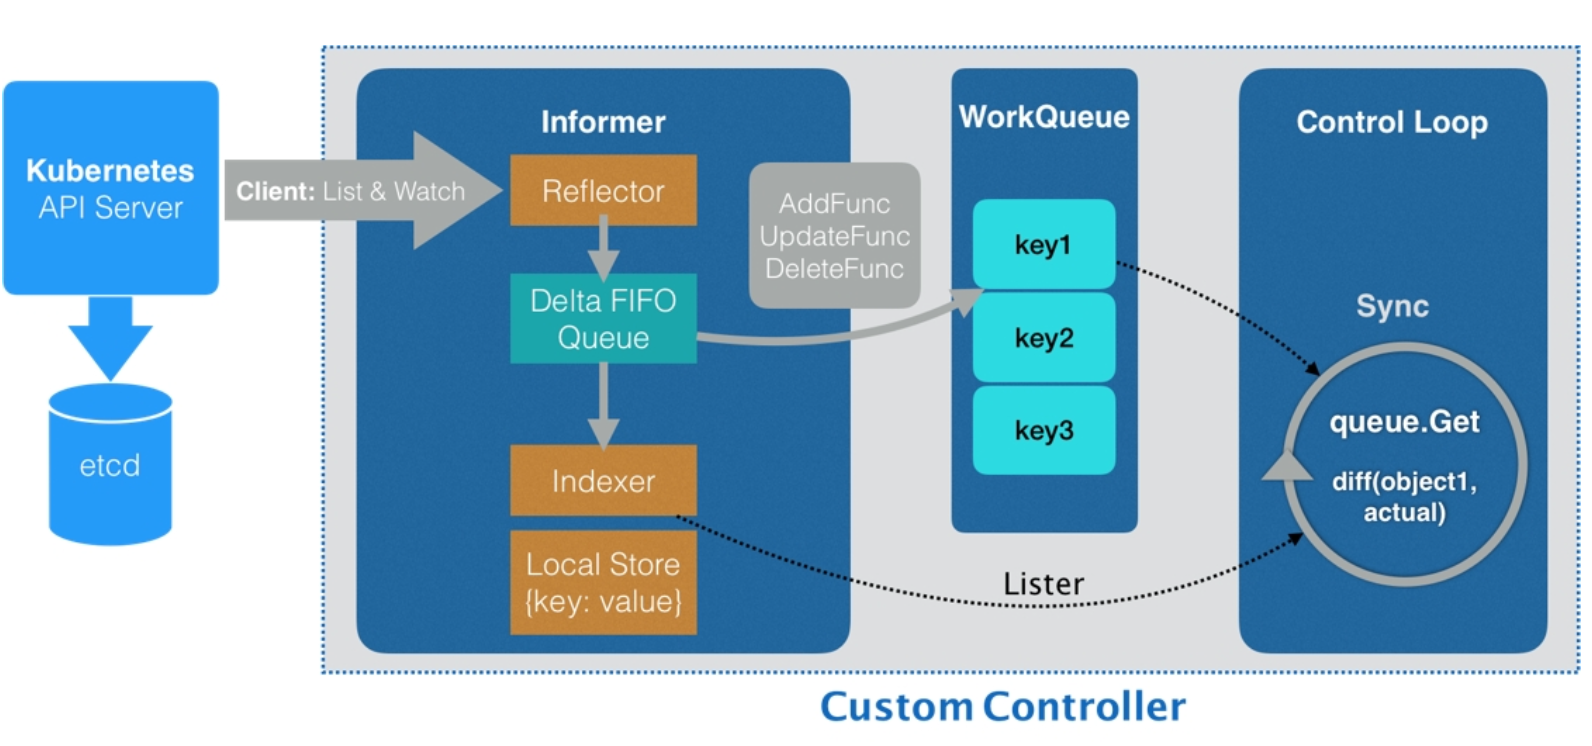 Kubernetes
API Server
etcd
Client: List & Watch
Informer
Reflector
Delta FIFO
Queue
Indexer
Local Store
{key: value}
AddFunc
UpdateFunc
DeleteFunc
WorkQueue
key1
key2
key3
Lister
Control Loop
Sync
queue.Get
diff(object1,
actual)
Custom Controller